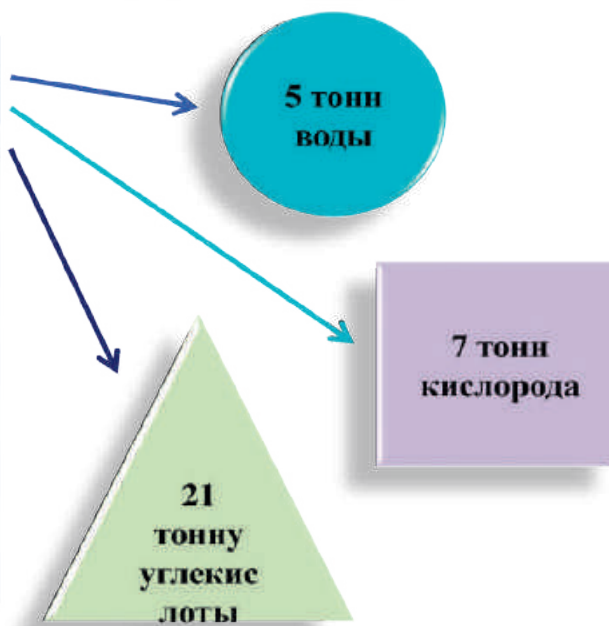 5 тонн
воды
7 тонн
кислорода
21
тонну
углекис
лоты